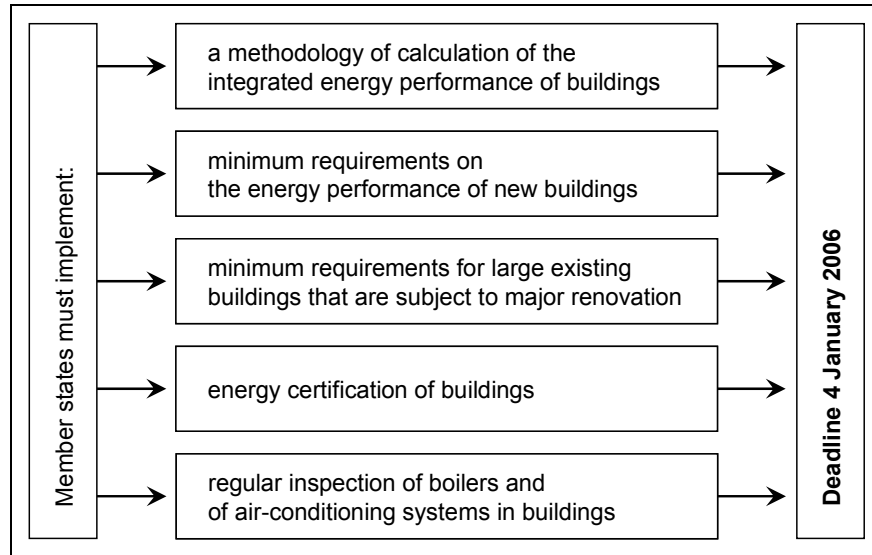 Member states must implement:
a methodology of calculation of the
integrated energy performance of buildings
minimum requirements on
the energy performance of new buildings
minimum requirements for large existing
buildings that are subject to major renovation
energy certification of buildings
regular inspection of boilers and
of air-conditioning systems in buildings
Deadline 4 January 2006